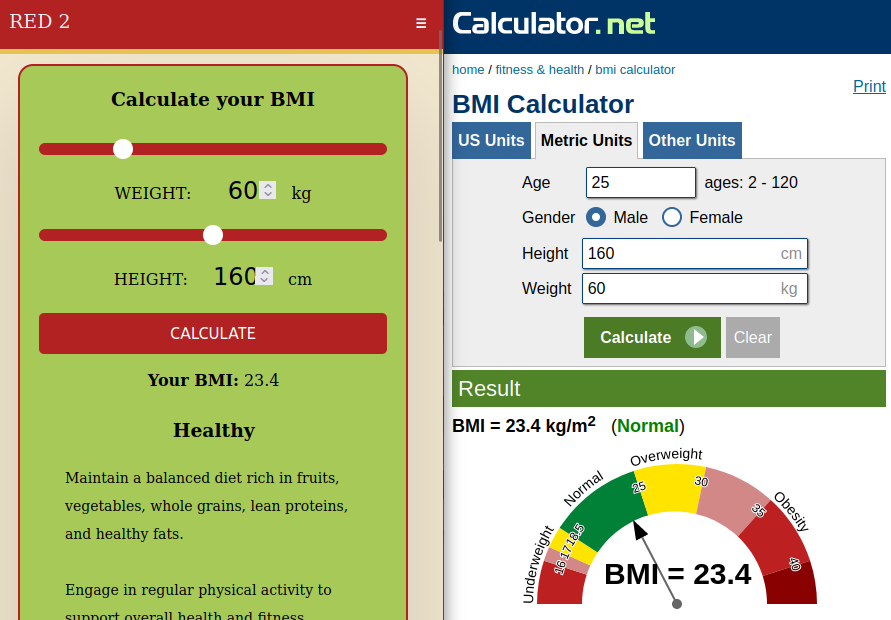 RED 2
☰
Calculate your BMI
WEIGHT: 60 kg
HEIGHT: 160 cm
CALCULATE
Your BMI: 23.4
Healthy
Maintain a balanced diet rich in fruits,
vegetables, whole grains, lean proteins,
and healthy fats.
Engage in regular physical activity to
support overall health and fitness.
Calculator.net
home / fitness & health / bmi calculator
Print
BMI Calculator
US Units Metric Units Other Units
Age 25 ages: 2 - 120
Gender Male Female
Height 160 cm
Weight 60 kg
Calculate Clear
Result
BMI = 23.4 kg/m² (Normal)
Underweight
Normal
Overweight
Obesity
16
17
18.5
25
30
35
40
BMI = 23.4